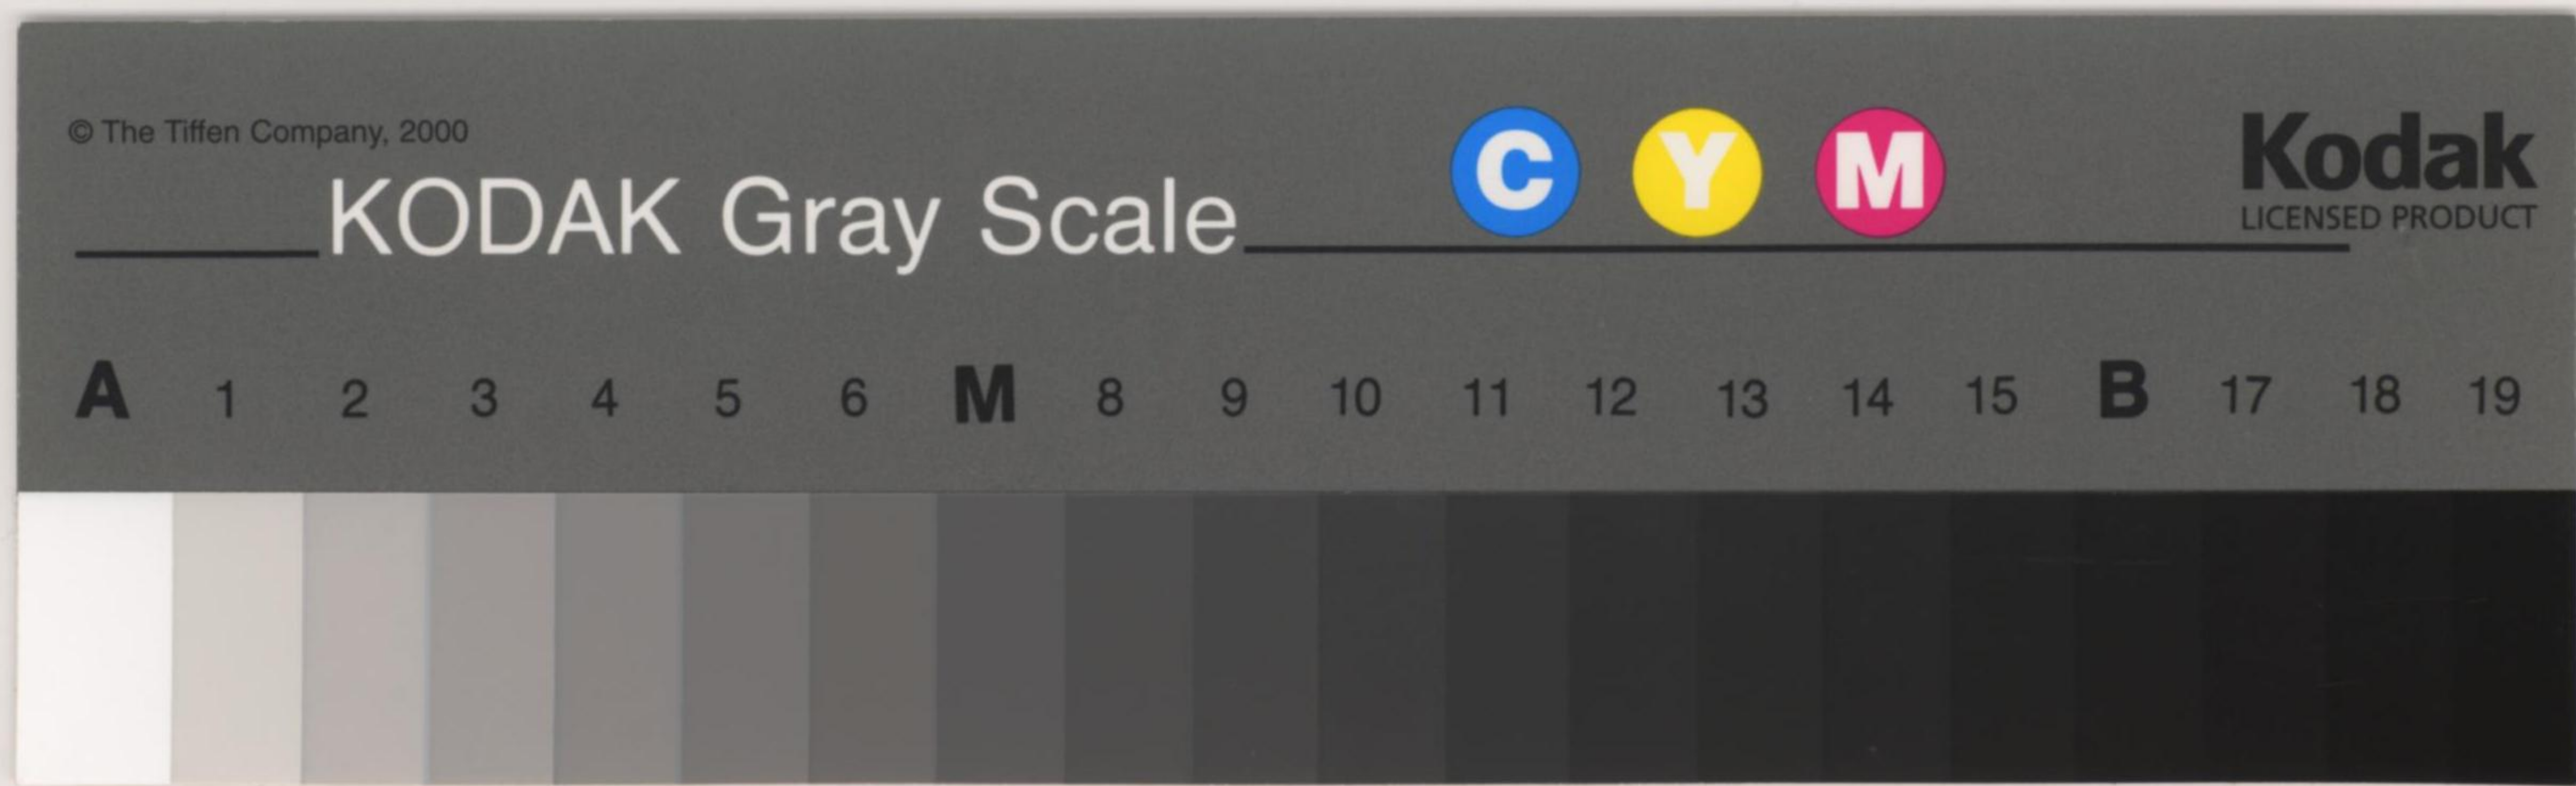 © The Tiffen Company, 2000
KODAK Gray Scale
C Y M
Kodak
LICENSED PRODUCT
A 1 2 3 4 5 6 M 8 9 10 11 12 13 14 15 B 17 18 19